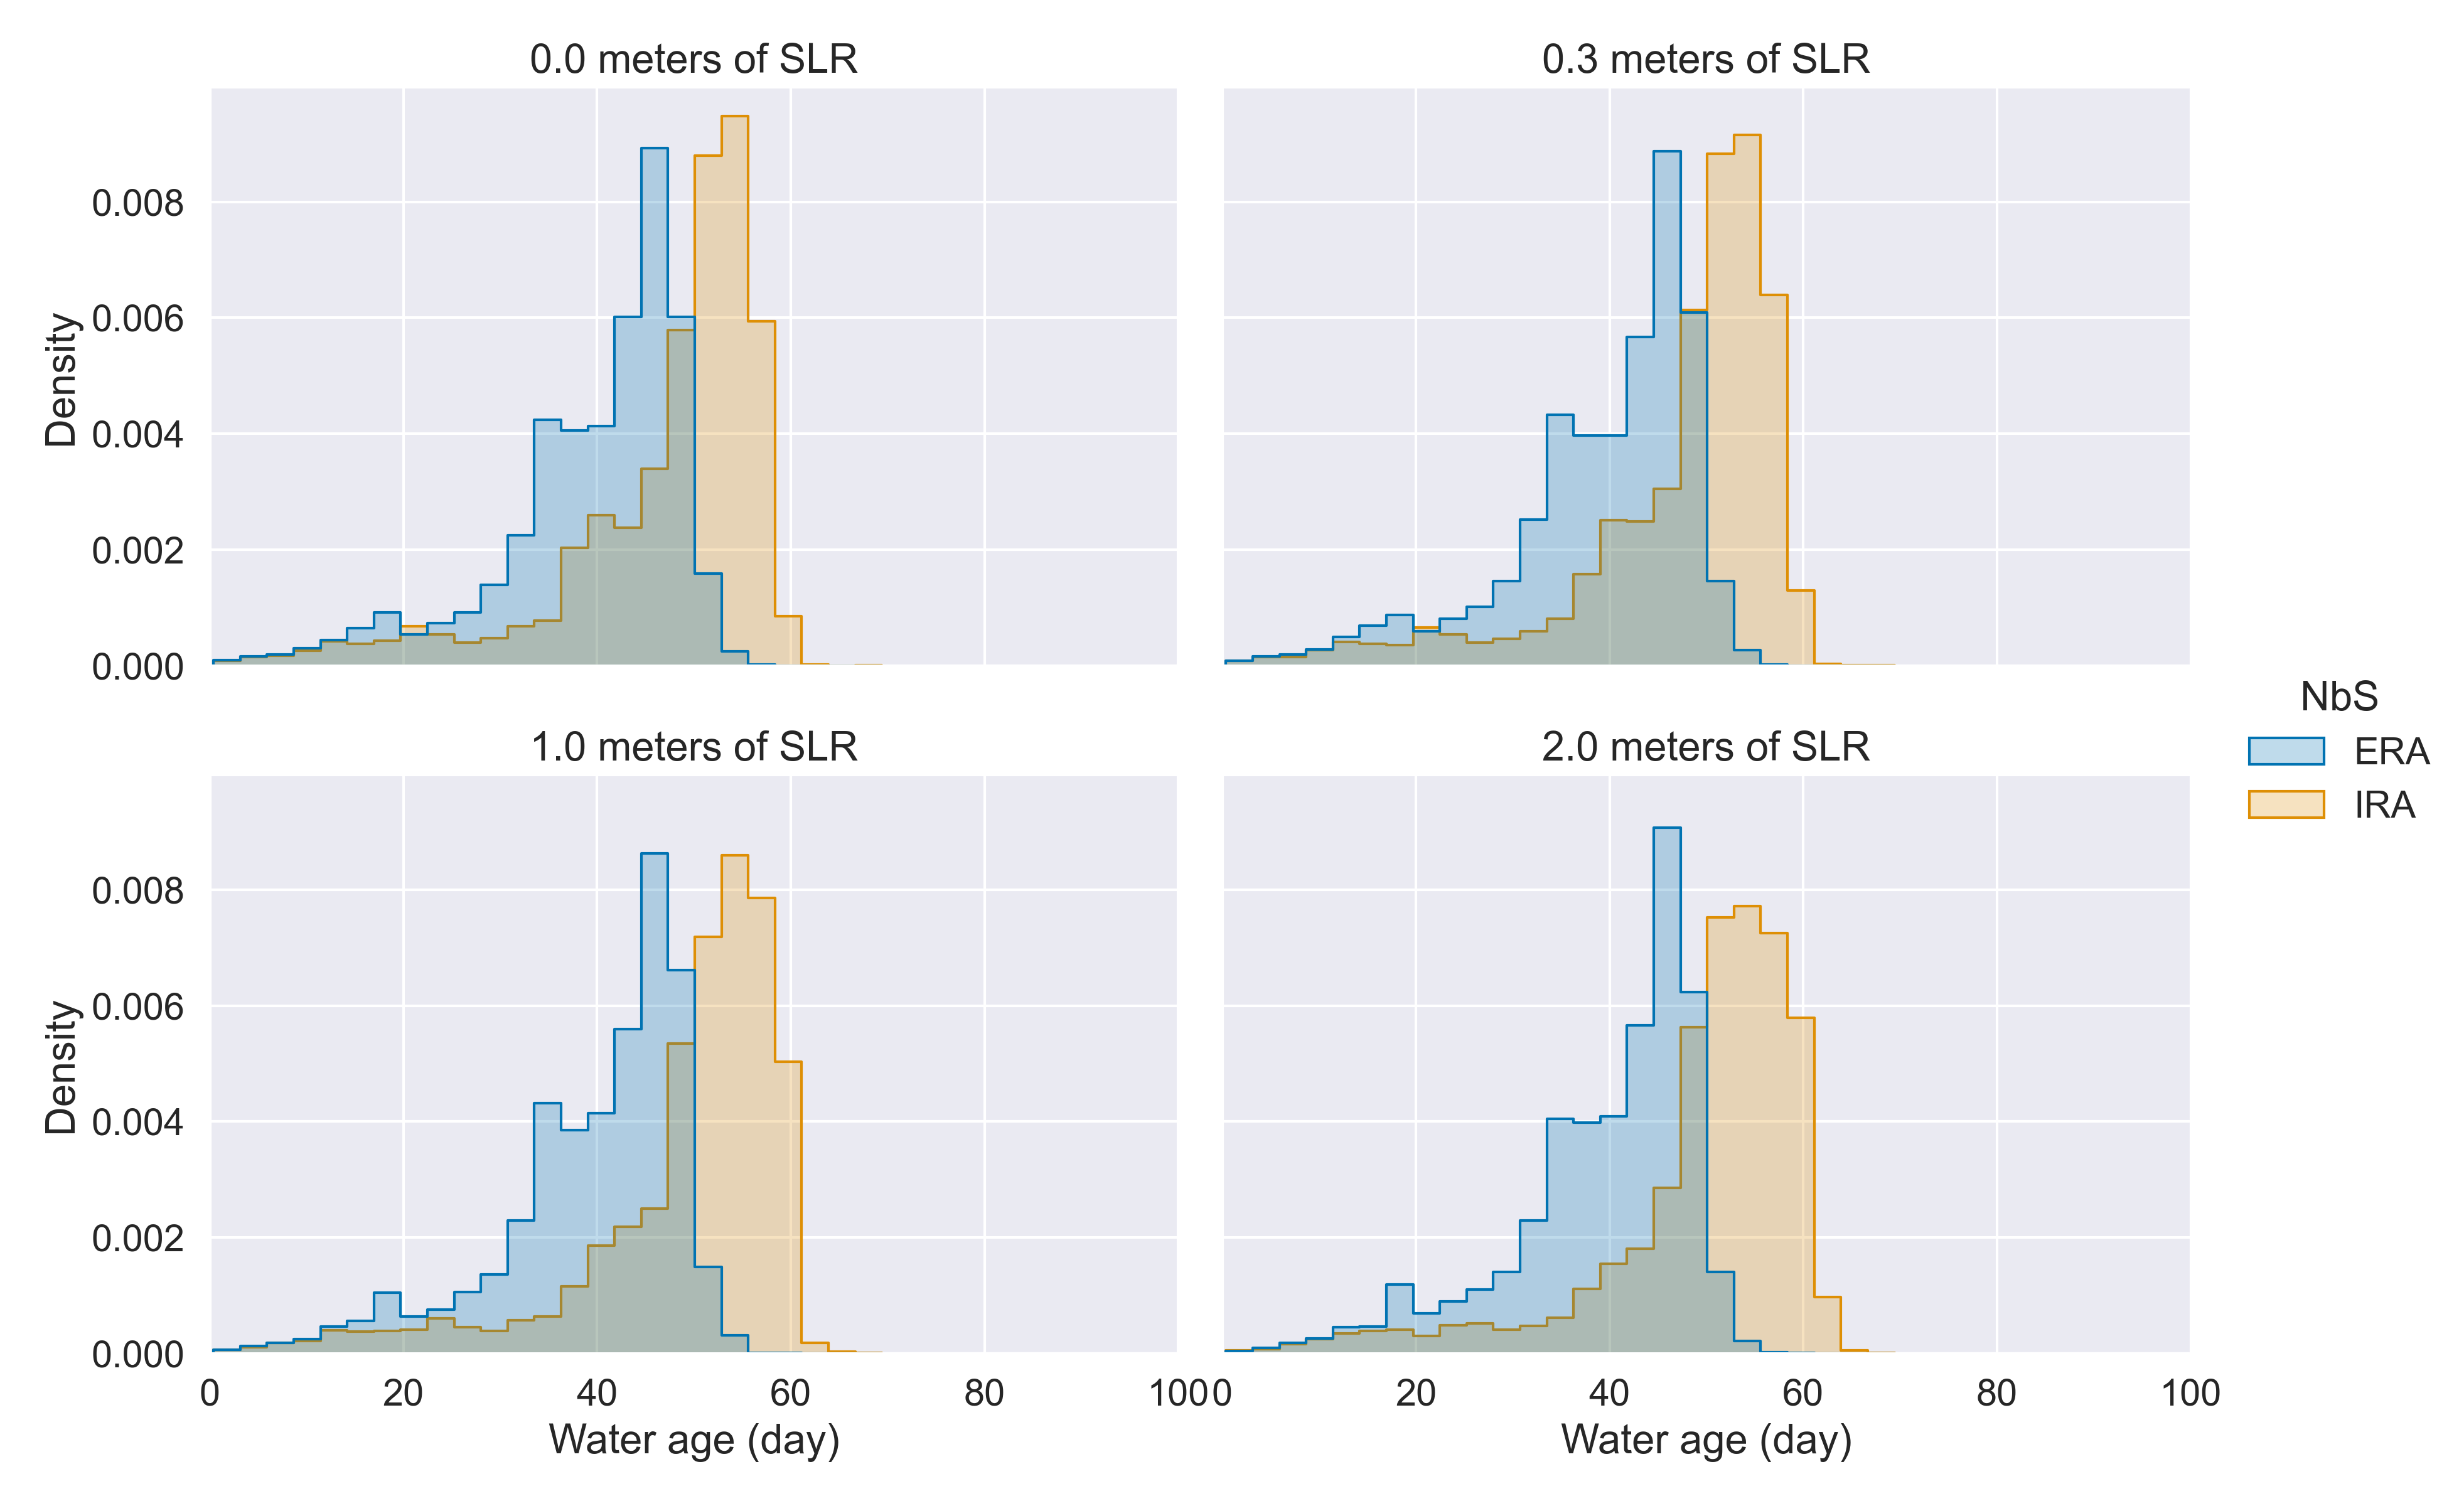 0.0 meters of SLR
0.3 meters of SLR
Density
0.008
0.006
0.004
0.002
0.000
1.0 meters of SLR
2.0 meters of SLR
NbS
ERA
IRA
Density
0.008
0.006
0.004
0.002
0.000
0 20 40 60 80 100
0 20 40 60 80 100
Water age (day)
Water age (day)